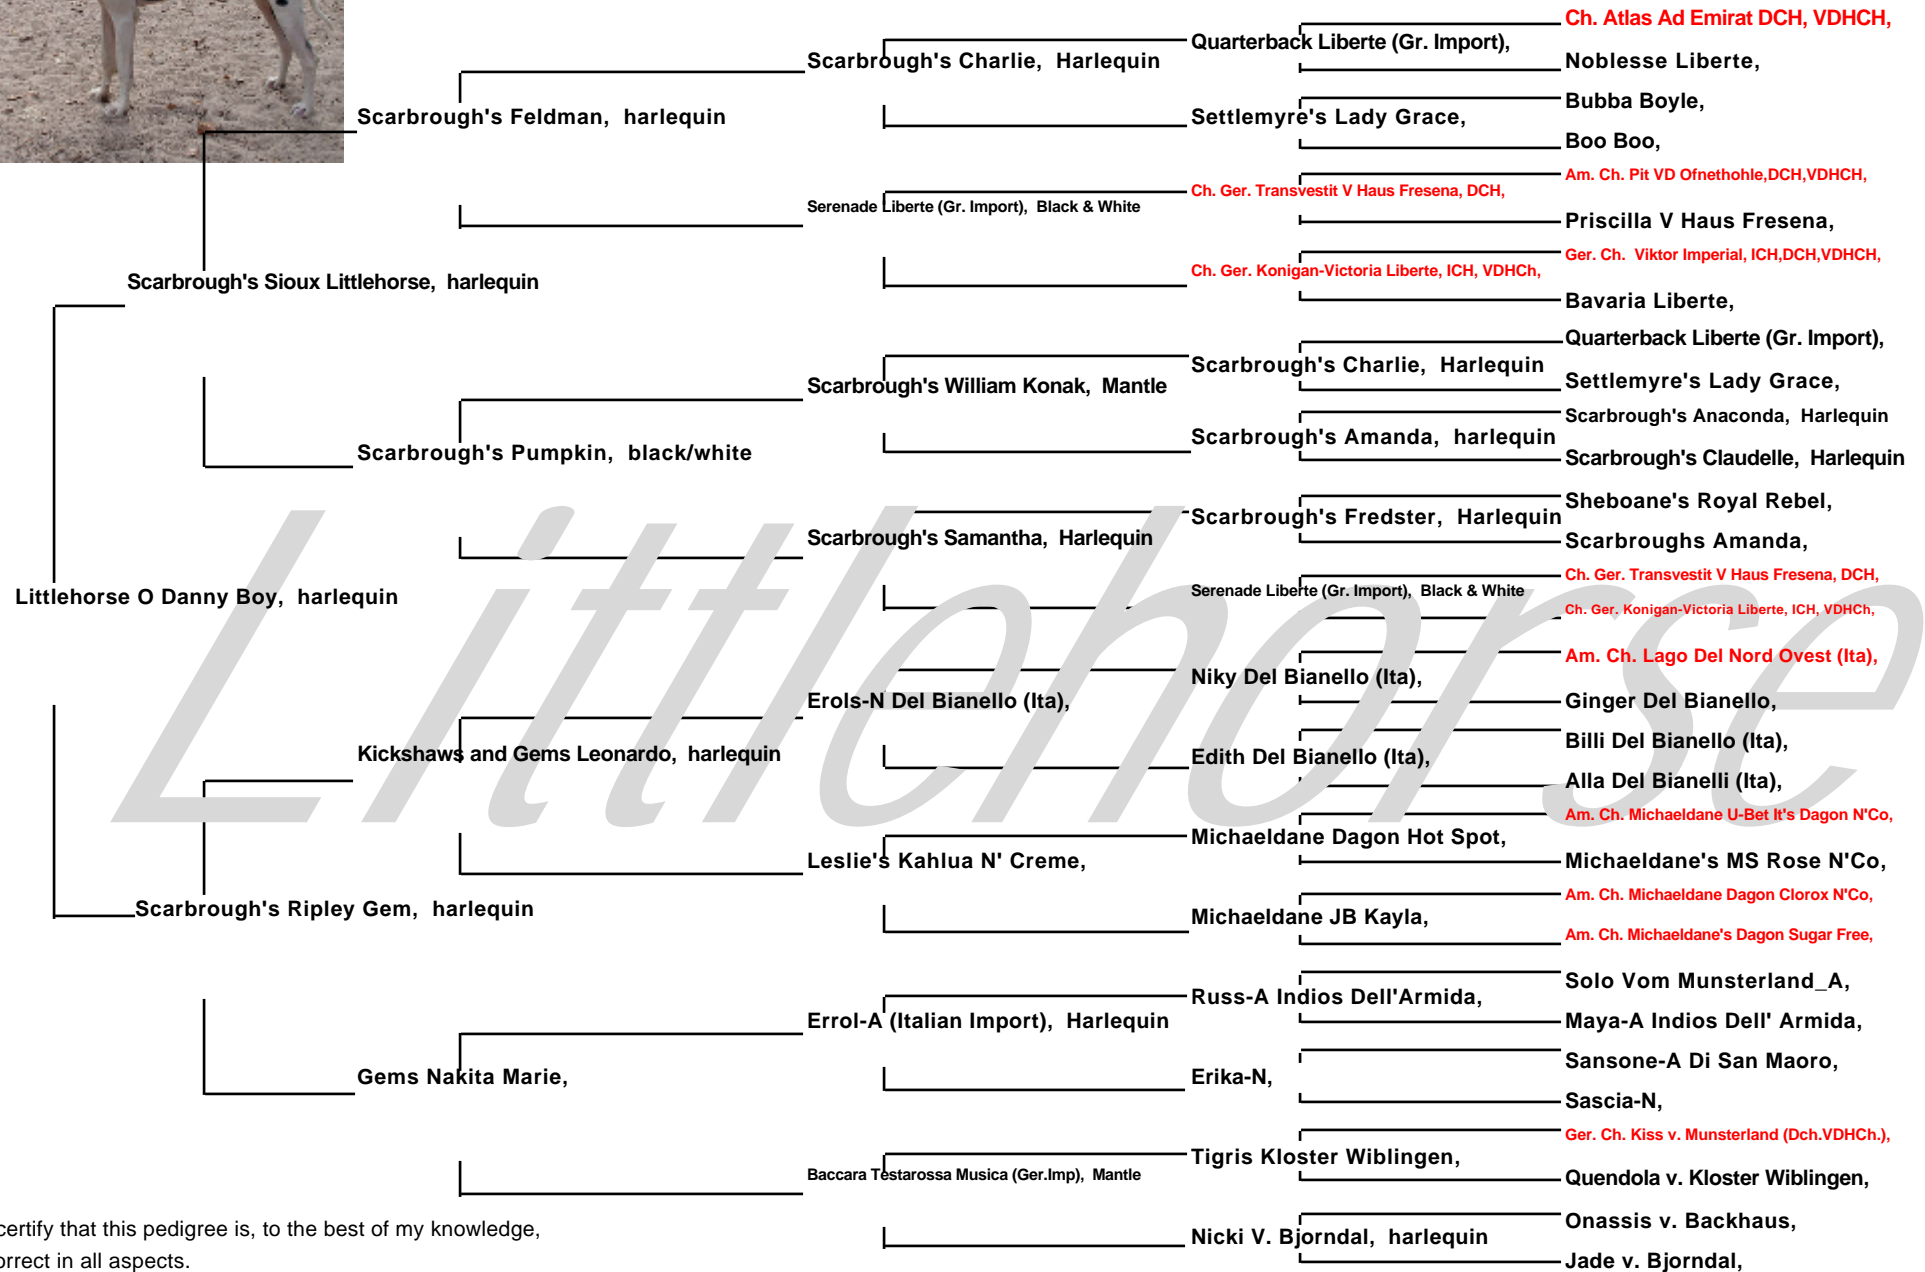 Ch. Atlas Ad Emirat DCH, VDHCH,
Quarterback Liberte (Gr. Import),
Scarbrough's Charlie, Harlequin
Noblesse Liberte,
Bubba Boyle,
Scarbrough's Feldman, harlequin
Settlemyre's Lady Grace,
Boo Boo,
Am. Ch. Pit VD Ofnethohle,DCH,VDHCH,
Ch. Ger. Transvestit V Haus Fresena, DCH,
Serenade Liberte (Gr. Import), Black & White
Priscilla V Haus Fresena,
Ger. Ch. Viktor Imperial, ICH,DCH,VDHCH,
Ch. Ger. Konigan-Victoria Liberte, ICH, VDHCh,
Scarbrough's Sioux Littlehorse, harlequin
Bavaria Liberte,
Quarterback Liberte (Gr. Import),
Scarbrough's Charlie, Harlequin
Scarbrough's William Konak, Mantle
Settlemyre's Lady Grace,
Scarbrough's Anaconda, Harlequin
Scarbrough's Amanda, harlequin
Scarbrough's Pumpkin, black/white
Scarbrough's Claudelle, Harlequin
Sheboane's Royal Rebel,
Scarbrough's Fredster, Harlequin
Scarbrough's Samantha, Harlequin
Scarbroughs Amanda,
Ch. Ger. Transvestit V Haus Fresena, DCH,
Serenade Liberte (Gr. Import), Black & White
Littlehorse O Danny Boy, harlequin
Ch. Ger. Konigan-Victoria Liberte, ICH, VDHCh,
Littlehorse
Am. Ch. Lago Del Nord Ovest (Ita),
Niky Del Bianello (Ita),
Erols-N Del Bianello (Ita),
Ginger Del Bianello,
Billi Del Bianello (Ita),
Kickshaws and Gems Leonardo, harlequin
Edith Del Bianello (Ita),
Alla Del Bianelli (Ita),
Am. Ch. Michaeldane U-Bet It's Dagon N'Co,
Michaeldane Dagon Hot Spot,
Leslie's Kahlua N' Creme,
Michaeldane's MS Rose N'Co,
Am. Ch. Michaeldane Dagon Clorox N'Co,
Scarbrough's Ripley Gem, harlequin
Michaeldane JB Kayla,
Am. Ch. Michaeldane's Dagon Sugar Free,
Solo Vom Munsterland_A,
Russ-A Indios Dell'Armida,
Errol-A (Italian Import), Harlequin
Maya-A Indios Dell' Armida,
Sansone-A Di San Maoro,
Gems Nakita Marie,
Erika-N,
Sascia-N,
Ger. Ch. Kiss v. Munsterland (Dch.VDHCh.),
Tigris Kloster Wiblingen,
Baccara Testarossa Musica (Ger.Imp), Mantle
Quendola v. Kloster Wiblingen,
Onassis v. Backhaus,
Nicki V. Bjorndal, harlequin
Jade v. Bjorndal,
certify that this pedigree is, to the best of my knowledge,
orrect in all aspects.